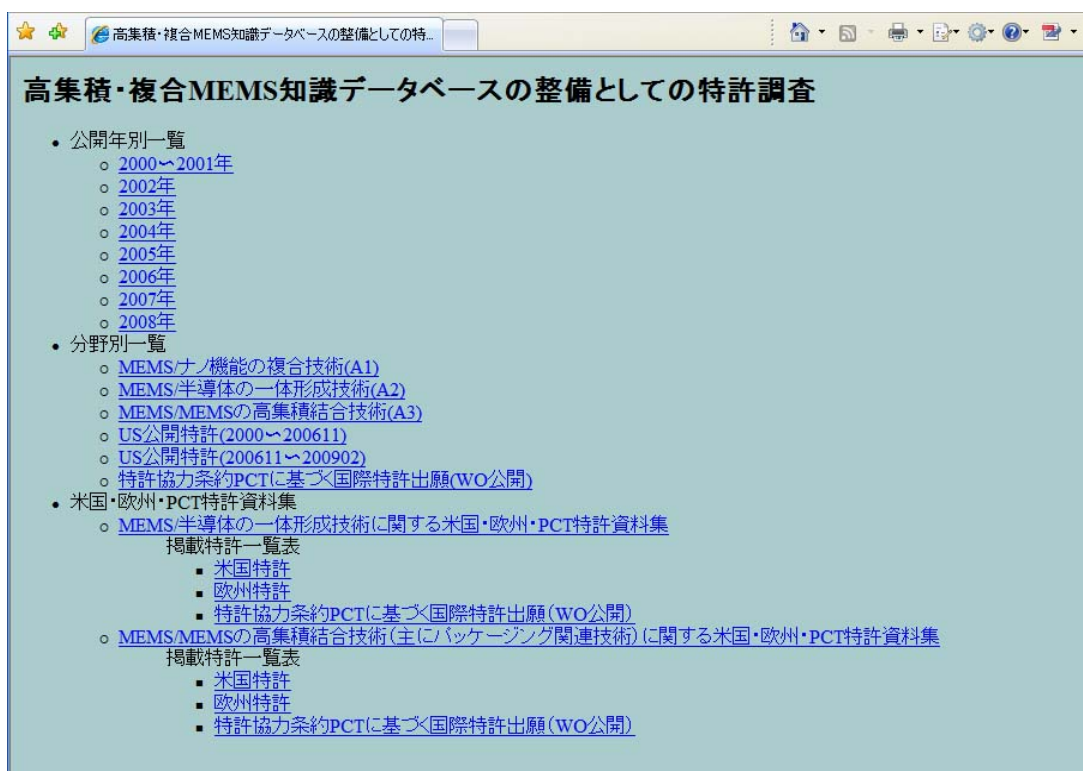 高集積・複合MEMS知識データベースの整備としての特...
高集積・複合MEMS知識データベースの整備としての特許調査
公開年別一覧
2000～2001年
2002年
2003年
2004年
2005年
2006年
2007年
2008年
分野別一覧
MEMS/ナノ機能の複合技術(A1)
MEMS/半導体の一体形成技術(A2)
MEMS/MEMSの高集積結合技術(A3)
US公開特許(2000～200611)
US公開特許(200611～200902)
特許協力条約PCTに基づく国際特許出願(WO公開)
米国・欧州・PCT特許資料集
MEMS/半導体の一体形成技術に関する米国・欧州・PCT特許資料集
掲載特許一覧表
米国特許
欧州特許
特許協力条約PCTに基づく国際特許出願（WO公開）
MEMS/MEMSの高集積結合技術（主にパッケージング関連技術）に関する米国・欧州・PCT特許資料集
掲載特許一覧表
米国特許
欧州特許
特許協力条約PCTに基づく国際特許出願（WO公開）